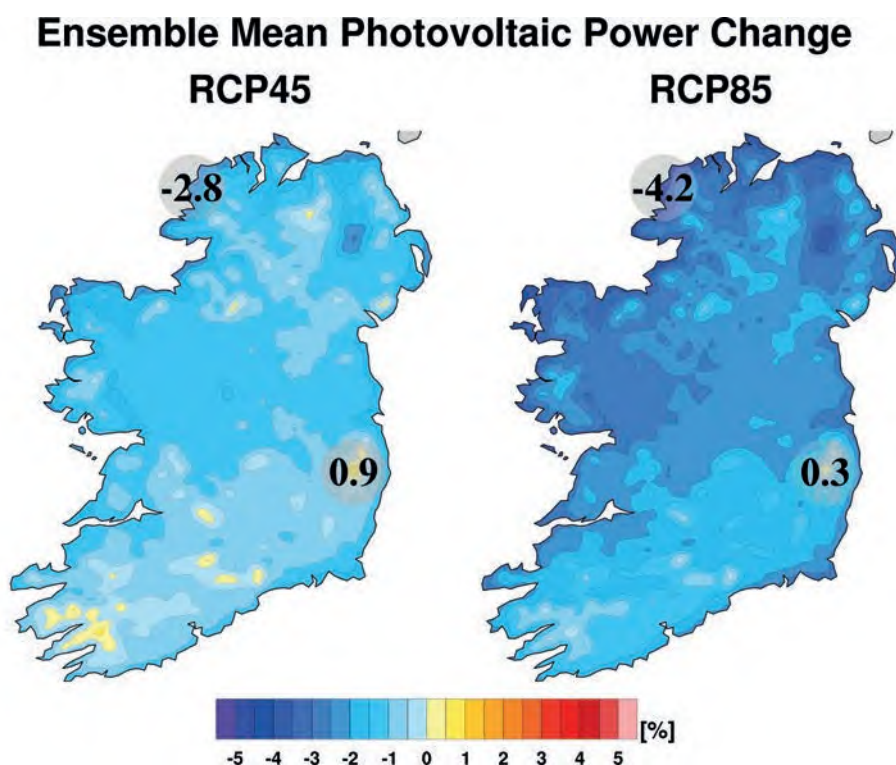 Ensemble Mean Photovoltaic Power Change
RCP45 RCP85
-2.8 -4.2
0.9 0.3
-5 -4 -3 -2 -1 0 1 2 3 4 5 [%]